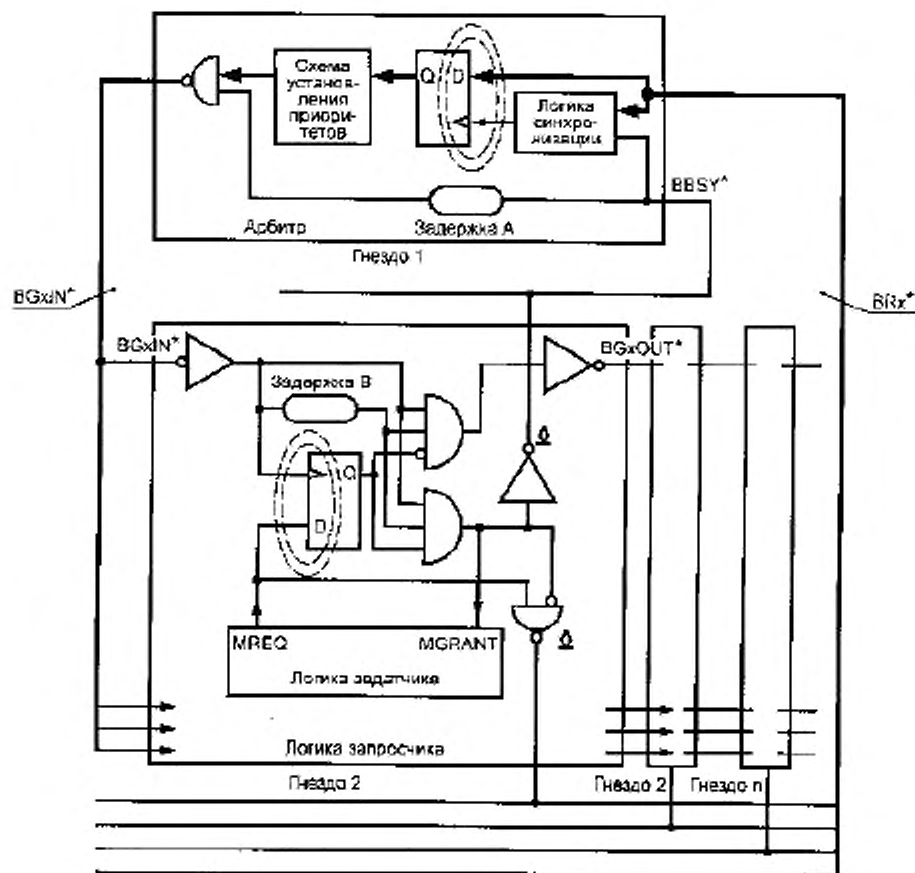 Схема
установ-
ления
приори-
тетов
Q D
Логика
синхро-
низации
BBSY*
Арбитр
Задержка A
Гнездо 1
BGxIN*
BRx*
BGxIN*
BGxOUT*
Задержка B
Q
D
MREQ
MGRANT
Логика задатчика
Логика запросчика
Гнездо 2
Гнездо 2
Гнездо n